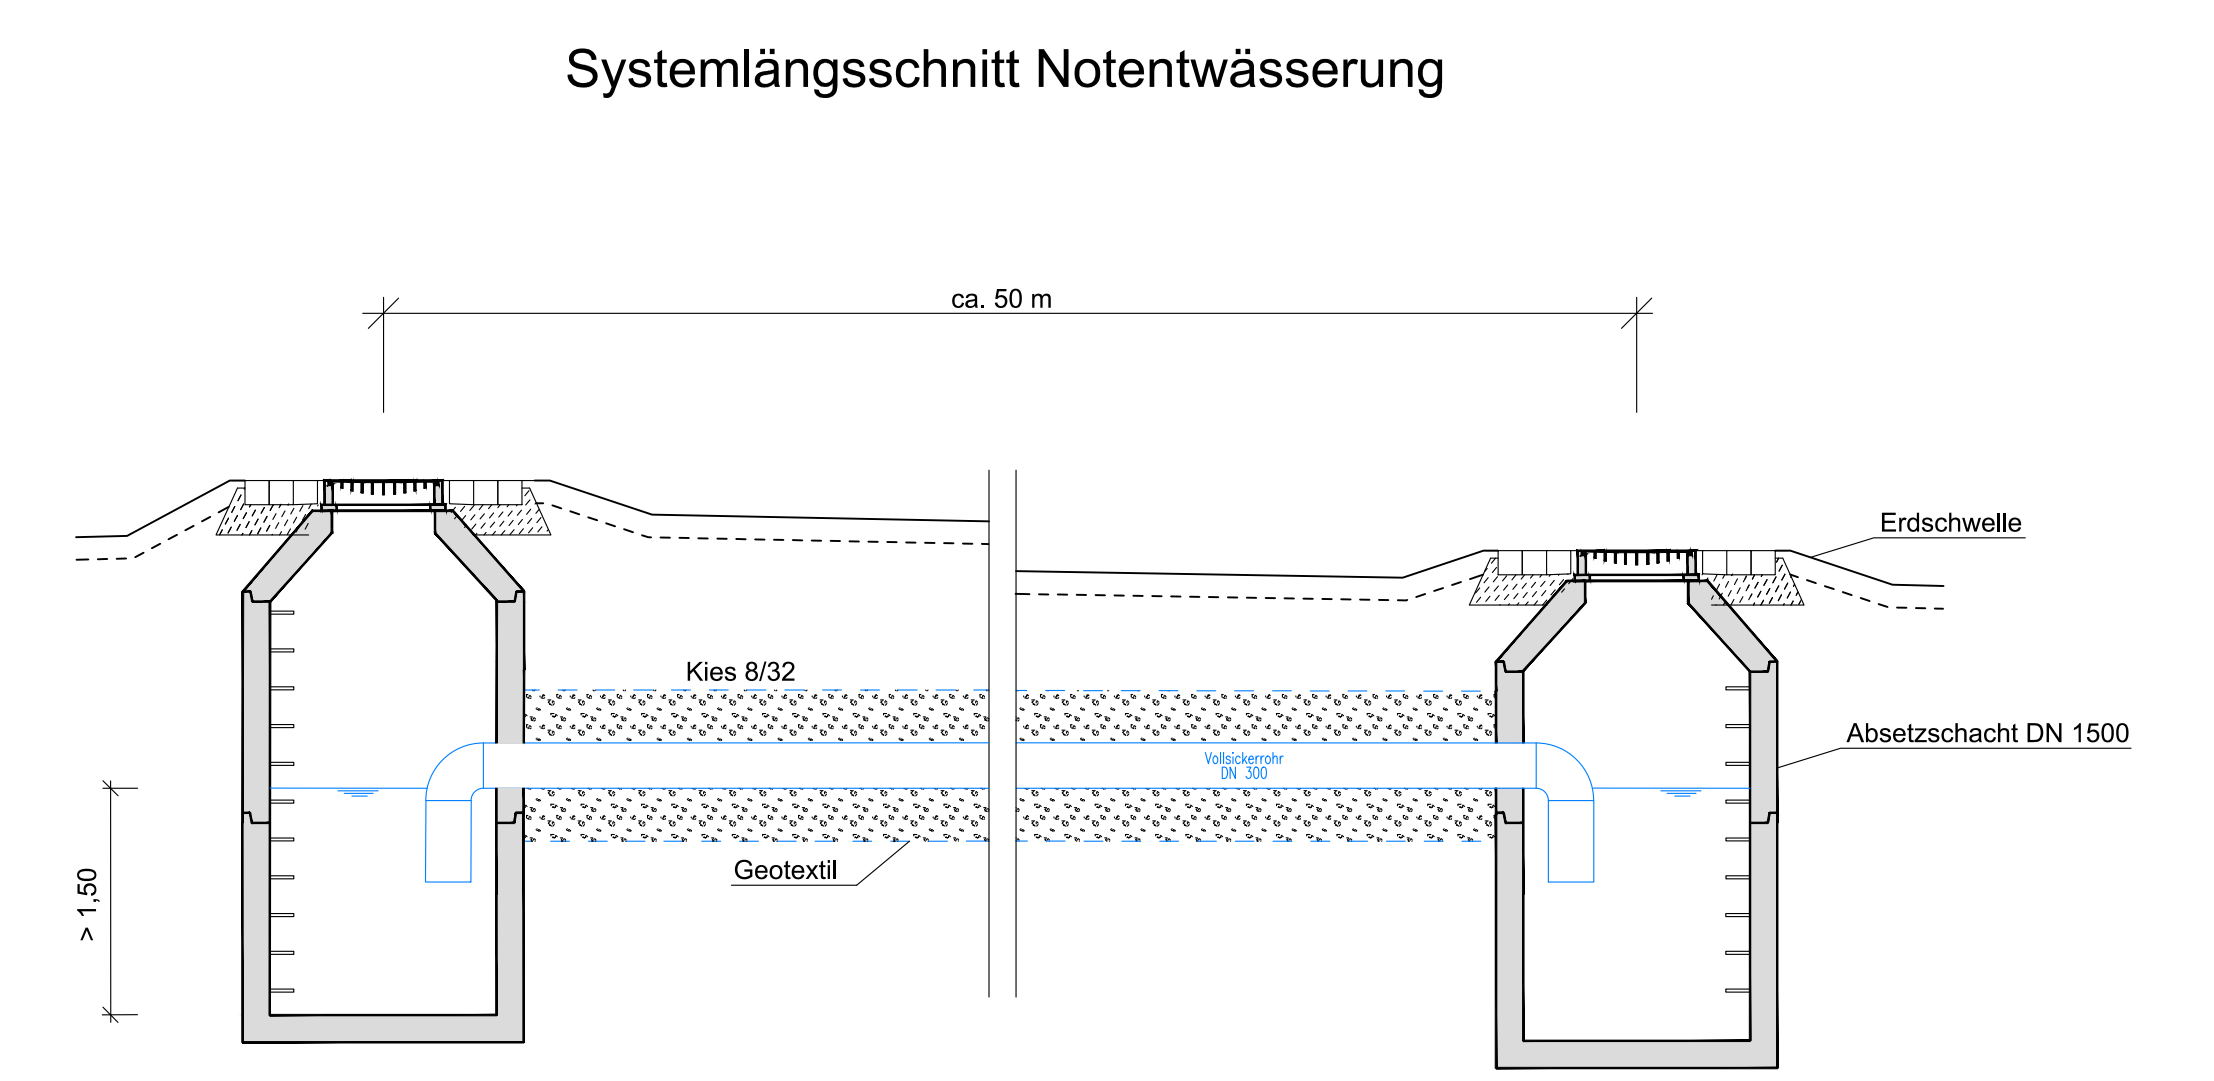 Systemlängsschnitt Notentwässerung
ca. 50 m
Erdschwelle
Kies 8/32
Absetzschacht DN 1500
Vollsickerrohr
DN 300
Geotextil
> 1,50